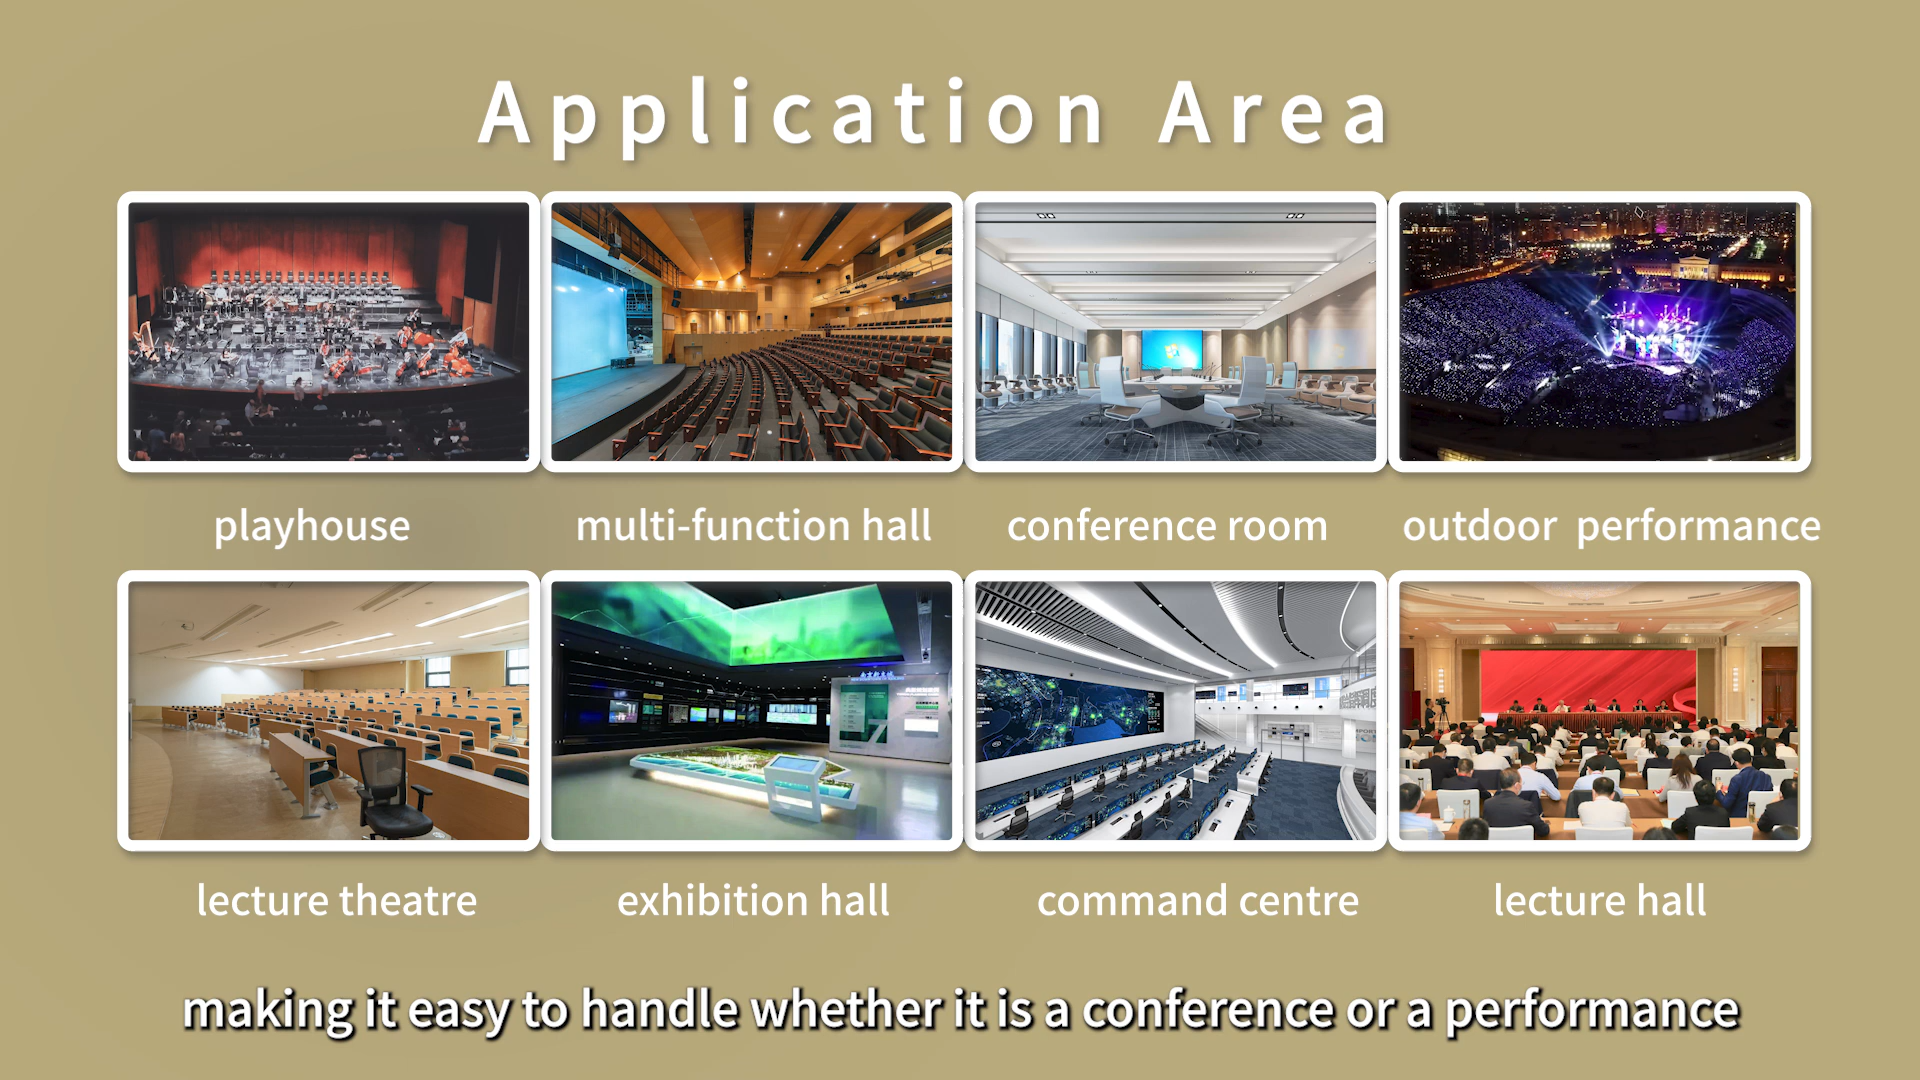 Application Area
playhouse
multi-function hall
conference room
outdoor performance
lecture theatre
exhibition hall
command centre
lecture hall
making it easy to handle whether it is a conference or a performance